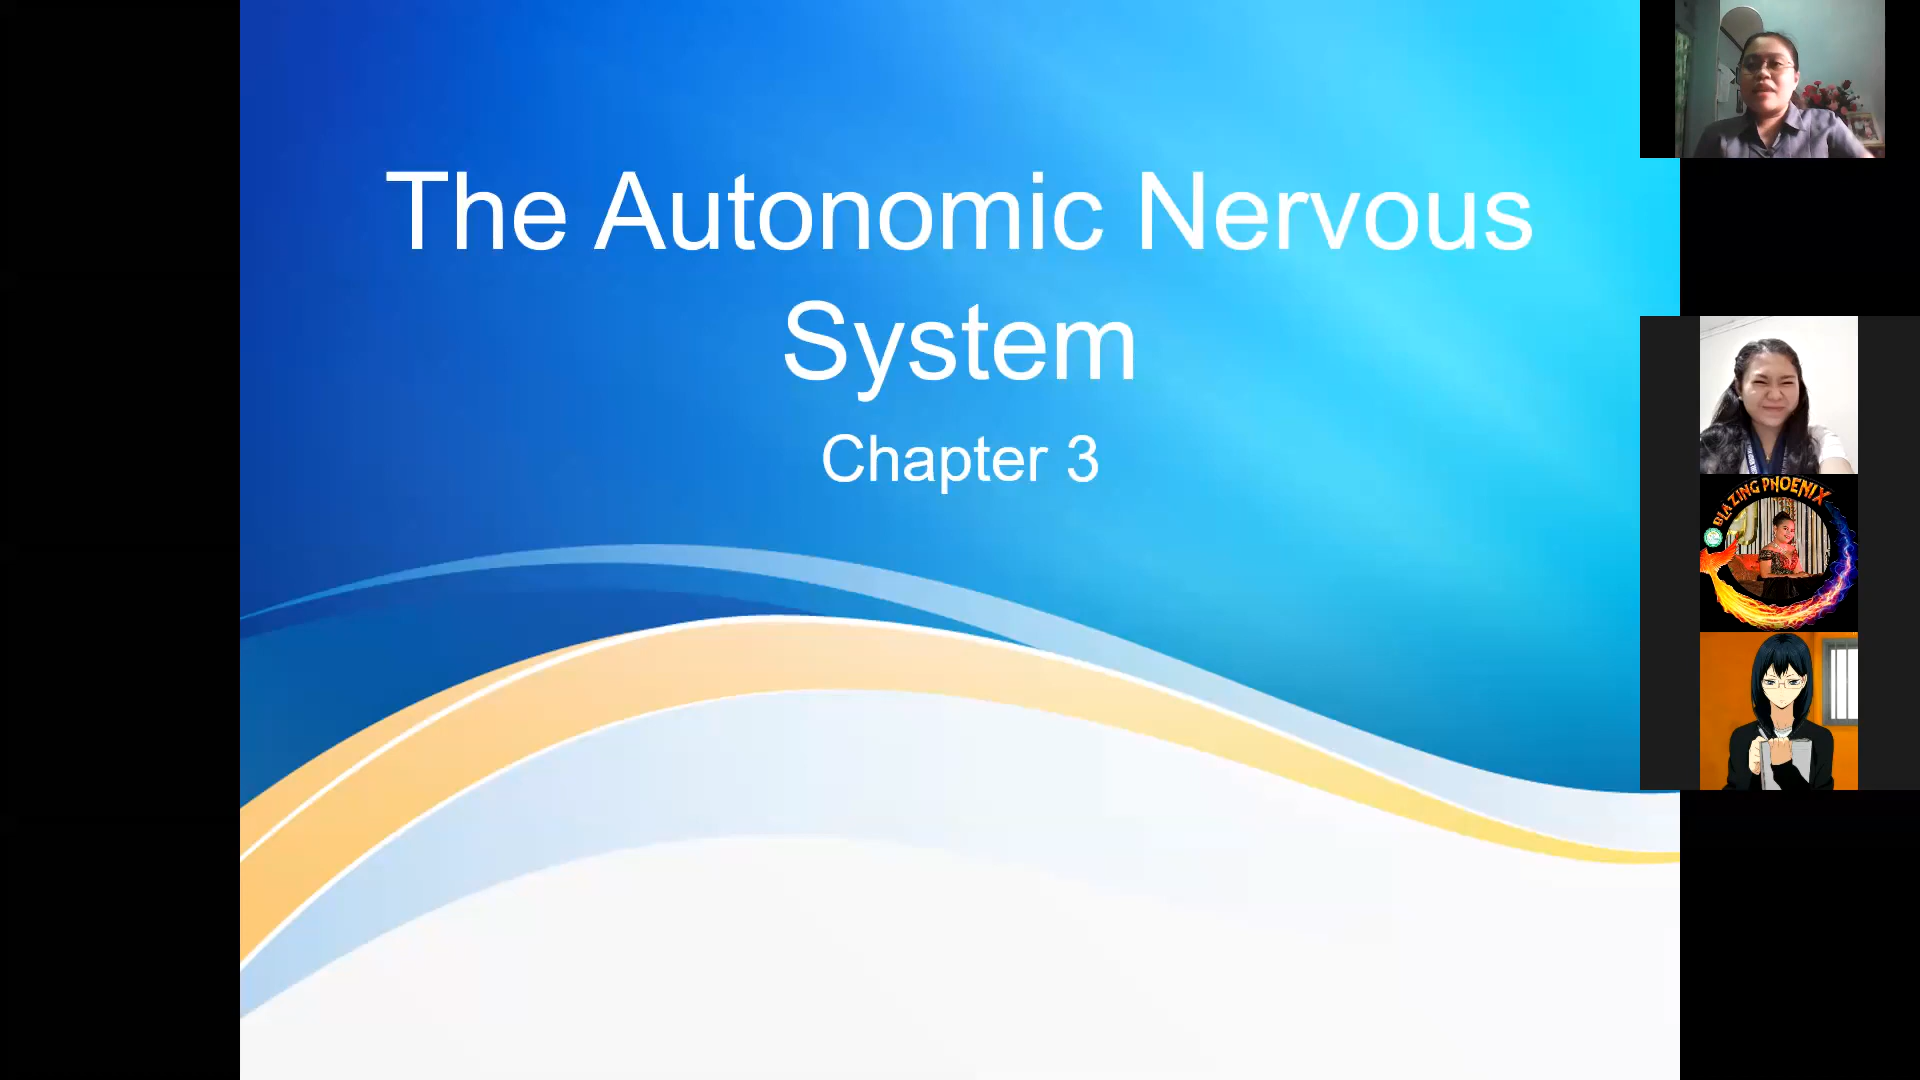 The Autonomic Nervous
System
Chapter 3
BLAZING PHOENIX